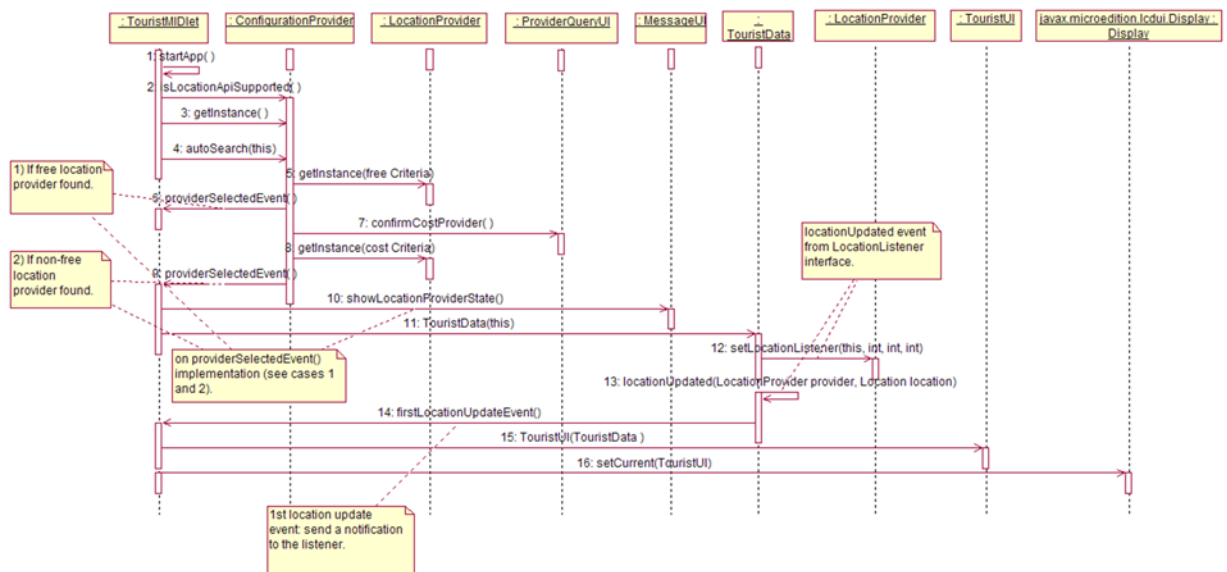 : TouristMIDlet
: ConfigurationProvider
: LocationProvider
: ProviderQueryUI
: MessageUI
:
TouristData
: LocationProvider
: TouristUI
javax.microedition.lcdui.Display :
Display
1: startApp( )
2: isLocationApiSupported( )
3: getInstance( )
4: autoSearch(this)
1) If free location
provider found.
5: getInstance(free Criteria)
6: providerSelectedEvent( )
7: confirmCostProvider( )
locationUpdated event
from LocationListener
interface.
8: getInstance(cost Criteria)
2) If non-free
location
provider found.
9: providerSelectedEvent( )
10: showLocationProviderState()
11: TouristData(this)
12: setLocationListener(this, int, int, int)
on providerSelectedEvent()
implementation (see cases 1
and 2).
13: locationUpdated(LocationProvider provider, Location location)
14: firstLocationUpdateEvent()
15: TouristUI(TouristData )
16: setCurrent(TouristUI)
1st location update
event: send a notification
to the listener.